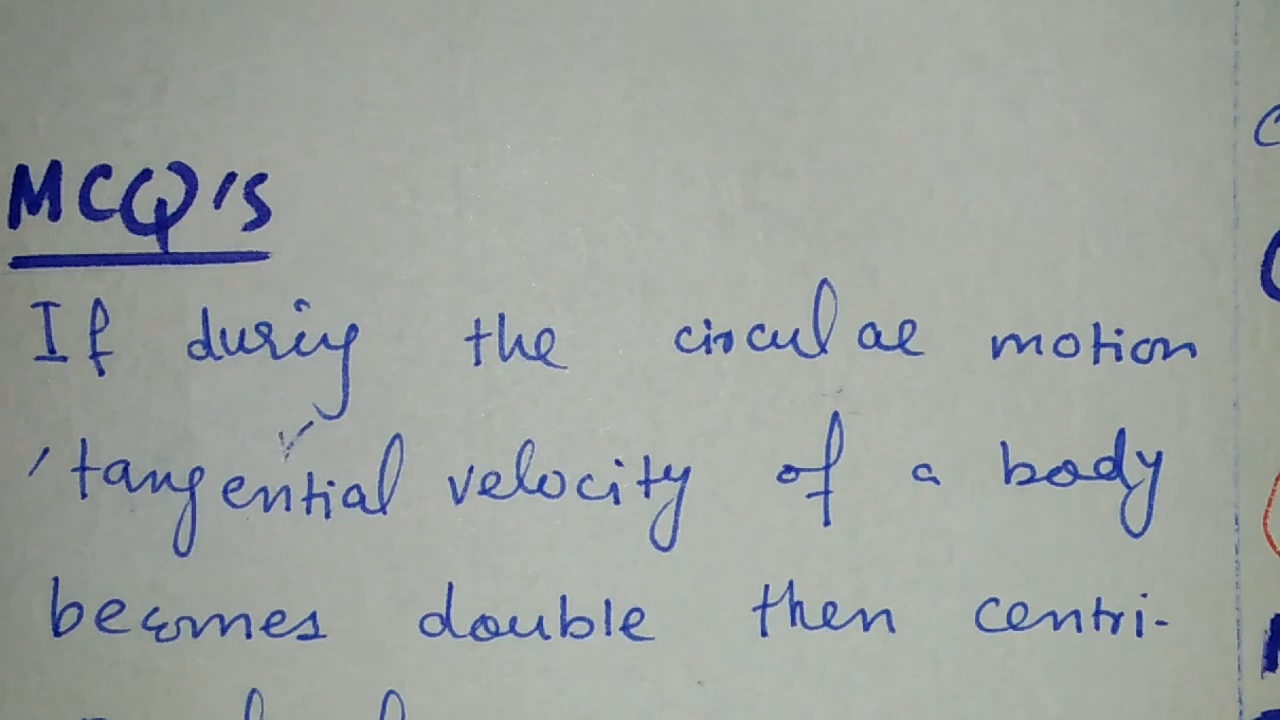 MCQ's
If during the circular motion
tangential velocity of a body
becomes double then centri-